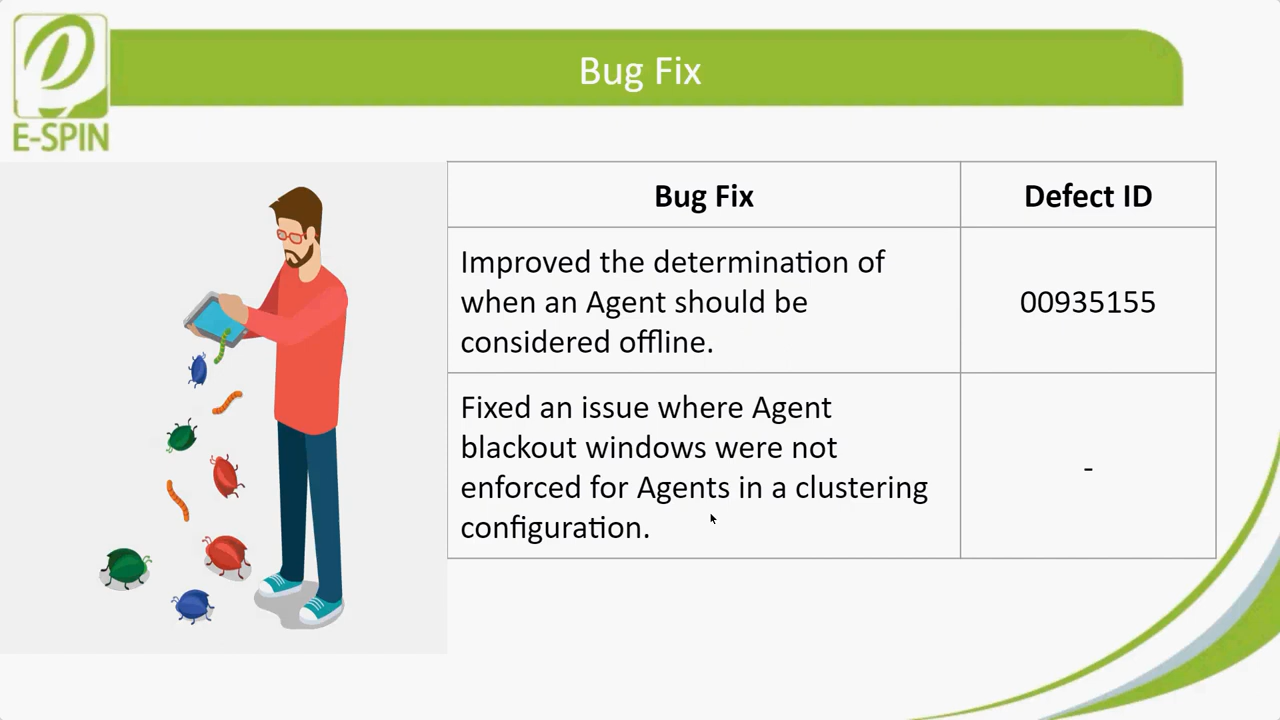 Bug Fix
E-SPIN
Bug Fix
Defect ID
Improved the determination of
when an Agent should be
considered offline.
00935155
Fixed an issue where Agent
blackout windows were not
enforced for Agents in a clustering
configuration.
-